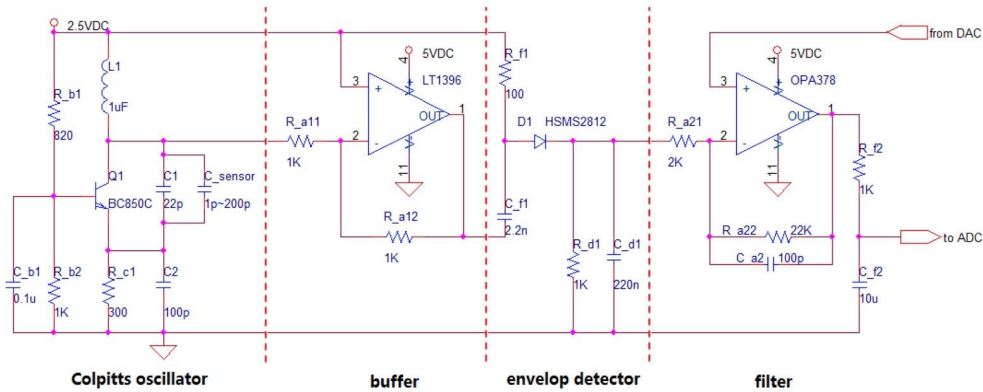 2.5VDC
L1
1uF
R_b1
820
Q1
BC850C
C1
22p
C_sensor
1p~200p
C_b1
0.1u
R_b2
1K
R_c1
300
C2
100p
Colpitts oscillator
R_a11
1K
5VDC
LT1396
4
3
+
2
-
OUT
1
11
R_a12
1K
buffer
R_f1
100
D1
HSMS2812
C_f1
2.2n
R_d1
1K
C_d1
220n
envelop detector
from DAC
5VDC
OPA378
4
3
+
2
-
OUT
1
11
R_a21
2K
R_a22
22K
C_a2
100p
R_f2
1K
to ADC
C_f2
10u
filter